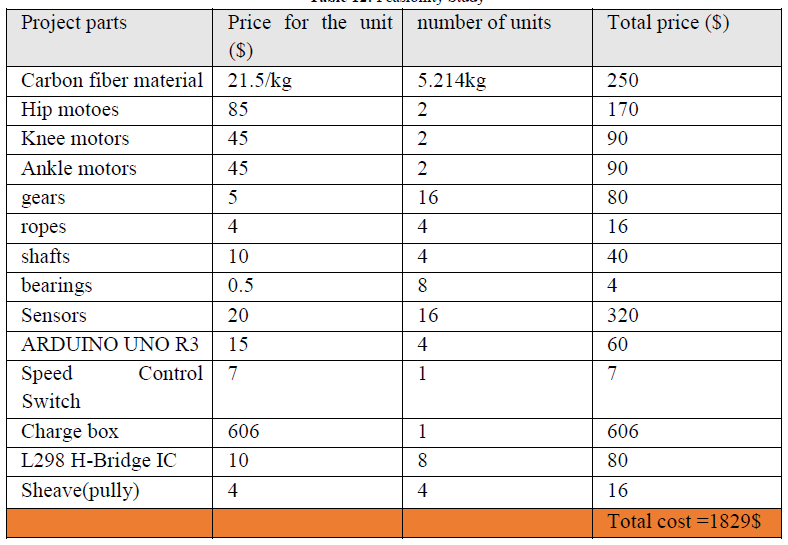 Table 12. Feasibility Study
Project parts Price for the unit number of units Total price ($)
($)
Carbon fiber material 21.5/kg 5.214kg 250
Hip motoes 85 2 170
Knee motors 45 2 90
Ankle motors 45 2 90
gears 5 16 80
ropes 4 4 16
shafts 10 4 40
bearings 0.5 8 4
Sensors 20 16 320
ARDUINO UNO R3 15 4 60
Speed Control 7 1 7
Switch
Charge box 606 1 606
L298 H-Bridge IC 10 8 80
Sheave(pully) 4 4 16
Total cost =1829$